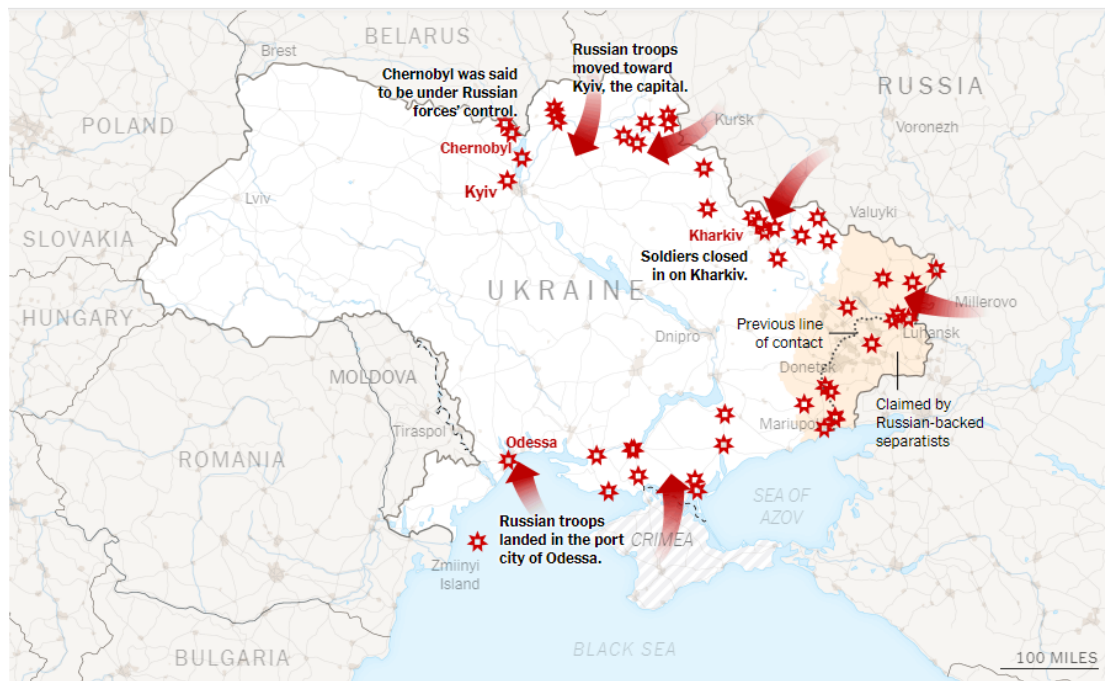 BELARUS
Brest
Russian troops
moved toward
Kyiv, the capital.
Chernobyl was said
to be under Russian
forces' control.
RUSSIA
POLAND
Kursk
Voronezh
Chernobyl
Kyiv
Lviv
Valuyki
SLOVAKIA
Kharkiv
Soldiers closed
in on Kharkiv.
UKRAINE
HUNGARY
Millerovo
Previous line
of contact
Luhansk
Dnipro
Donetsk
MOLDOVA
Claimed by
Russian-backed
separatists
Mariupol
Tiraspol
Odessa
ROMANIA
SEA OF
AZOV
Russian troops
landed in the port
city of Odessa.
CRIMEA
Zmiinyi
Island
BLACK SEA
BULGARIA
100 MILES